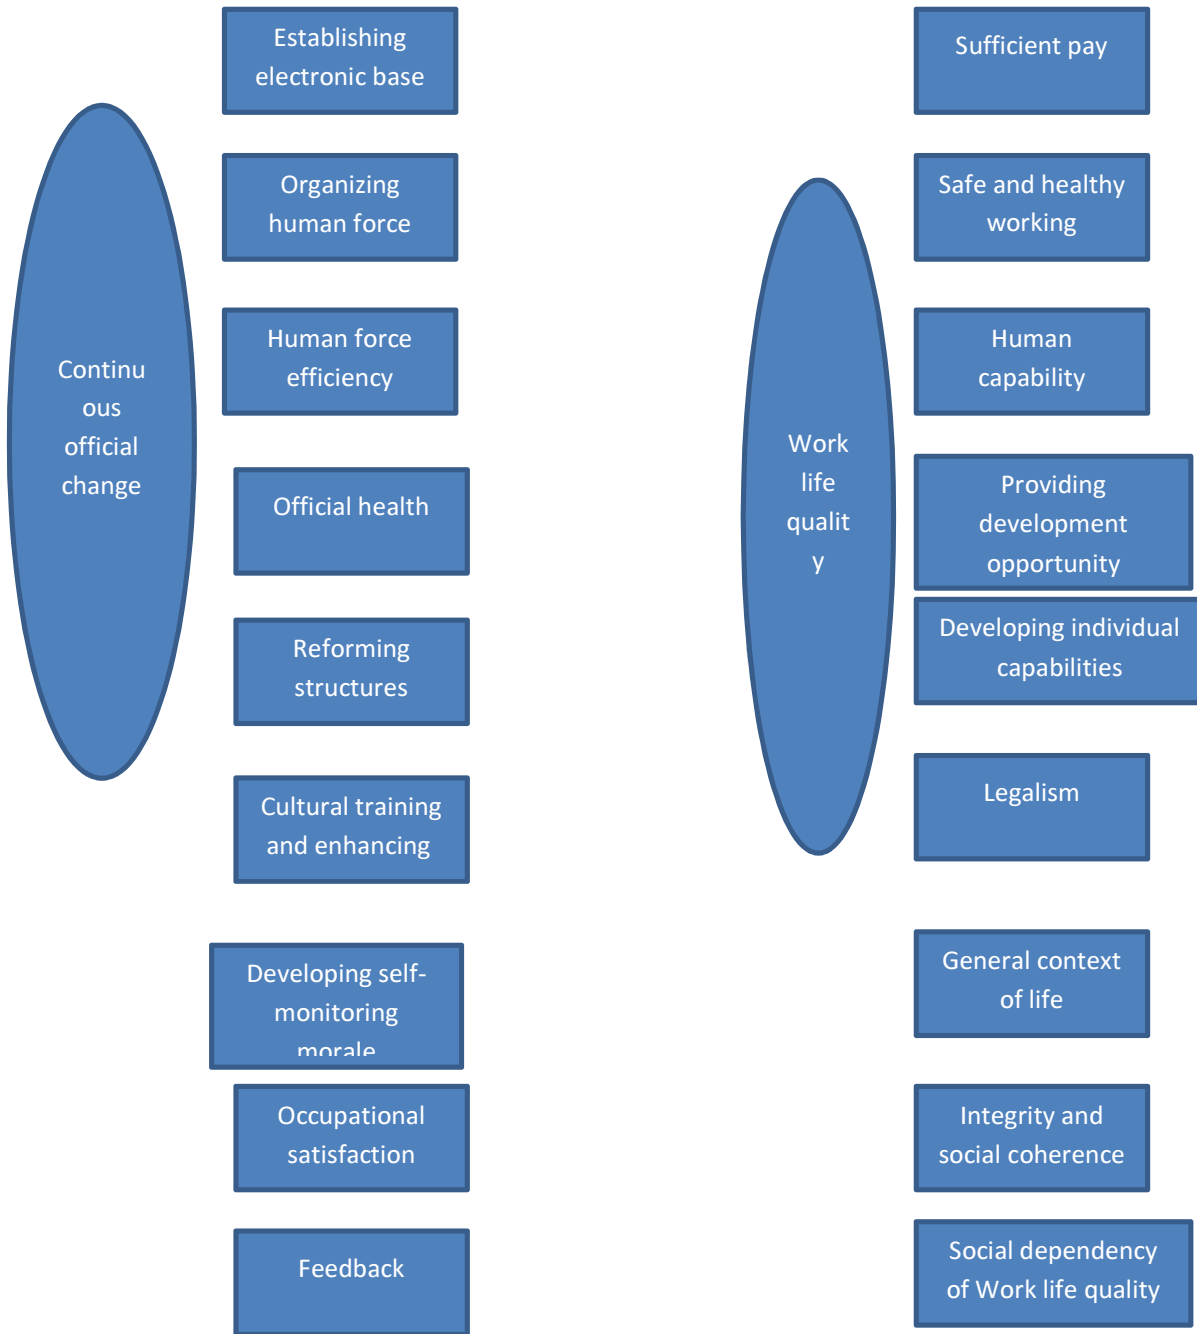 Establishing
electronic base
Organizing
human force
Human force
efficiency
Continu
ous
official
change
Official health
Reforming
structures
Cultural training
and enhancing
Developing self-
monitoring
morale
Occupational
satisfaction
Feedback
Sufficient pay
Safe and healthy
working
Human
capability
Work
life
qualit
y
Providing
development
opportunity
Developing individual
capabilities
Legalism
General context
of life
Integrity and
social coherence
Social dependency
of Work life quality